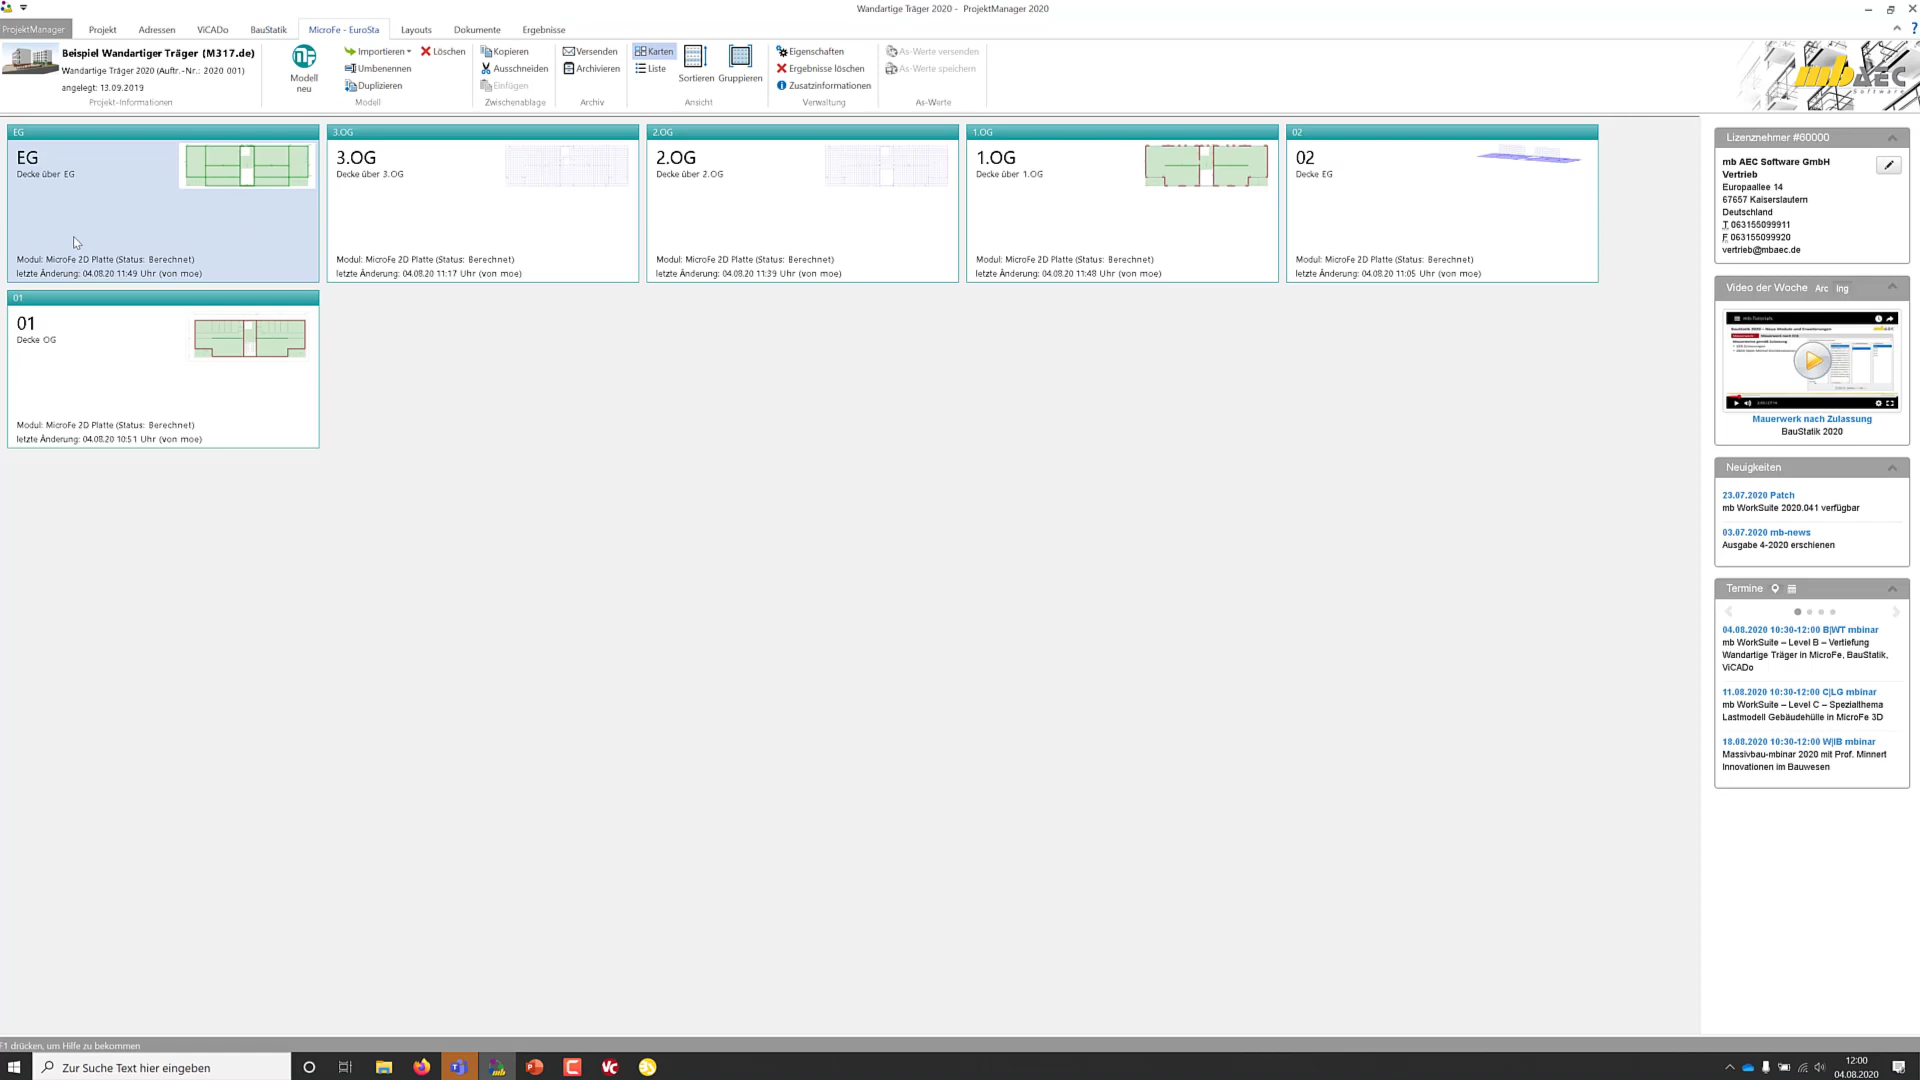 Wandartige Träger 2020 - ProjektManager 2020
ProjektManager Projekt Adressen ViCADo BauStatik MicroFe - EuroSta Layouts Dokumente Ergebnisse
Beispiel Wandartiger Träger (M317.de)
Wandartige Träger 2020 (Auftr.-Nr.: 2020 001)
angelegt: 13.09.2019
Projekt-Informationen
Modell
neu
Importieren
Löschen
Umbenennen
Duplizieren
Modell
Kopieren
Ausschneiden
Einfügen
Zwischenablage
Versenden
Archivieren
Archiv
Karten
Liste
Sortieren
Gruppieren
Ansicht
Eigenschaften
Ergebnisse löschen
Zusatzinformationen
Verwaltung
As-Werte versenden
As-Werte speichern
As-Werte
mb AEC
Software
EG
EG
Decke über EG
Modul: MicroFe 2D Platte (Status: Berechnet)
letzte Änderung: 04.08.20 11:49 Uhr (von moe)
3.OG
3.OG
Decke über 3.OG
Modul: MicroFe 2D Platte (Status: Berechnet)
letzte Änderung: 04.08.20 11:17 Uhr (von moe)
2.OG
2.OG
Decke über 2.OG
Modul: MicroFe 2D Platte (Status: Berechnet)
letzte Änderung: 04.08.20 11:39 Uhr (von moe)
1.OG
1.OG
Decke über 1.OG
Modul: MicroFe 2D Platte (Status: Berechnet)
letzte Änderung: 04.08.20 11:48 Uhr (von moe)
02
02
Decke EG
Modul: MicroFe 2D Platte (Status: Berechnet)
letzte Änderung: 04.08.20 11:05 Uhr (von moe)
01
01
Decke OG
Modul: MicroFe 2D Platte (Status: Berechnet)
letzte Änderung: 04.08.20 10:51 Uhr (von moe)
Lizenznehmer #60000
mb AEC Software GmbH
Vertrieb
Europaallee 14
67657 Kaiserslautern
Deutschland
T 063155099911
F 063155099920
vertrieb@mbaec.de
Video der Woche Arc Ing
mb-Tutorials
BauStatik 2020 – Neue Module und Erweiterungen
Mauerwerk nach Zulassung
BauStatik 2020
Neuigkeiten
23.07.2020 Patch
mb WorkSuite 2020.041 verfügbar
03.07.2020 mb-news
Ausgabe 4-2020 erschienen
Termine
04.08.2020 10:30-12:00 B|WT mbinar
mb WorkSuite – Level B – Vertiefung
Wandartige Träger in MicroFe, BauStatik,
ViCADo
11.08.2020 10:30-12:00 C|LG mbinar
mb WorkSuite – Level C – Spezialthema
Lastmodell Gebäudehülle in MicroFe 3D
18.08.2020 10:30-12:00 W|IB mbinar
Massivbau-mbinar 2020 mit Prof. Minnert
Innovationen im Bauwesen
F1 drücken, um Hilfe zu bekommen
Zur Suche Text hier eingeben
12:00
04.08.2020